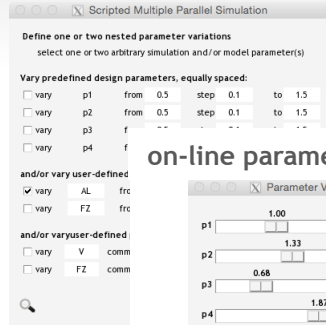 Scripted Multiple Parallel Simulation
Define one or two nested parameter variations
select one or two arbitrary simulation and/or model parameter(s)
Vary predefined design parameters, equally spaced:
vary p1 from 0.5 step 0.1 to 1.5
vary p2 from 0.5 step 0.1 to 1.5
vary p3
vary p4
on-line parame
and/or vary user-defined
vary AL
vary FZ
and/or varyuser-defined
vary V comm
vary FZ comm
Parameter V
p1 1.00
p2 1.33
p3 0.68
p4 1.87